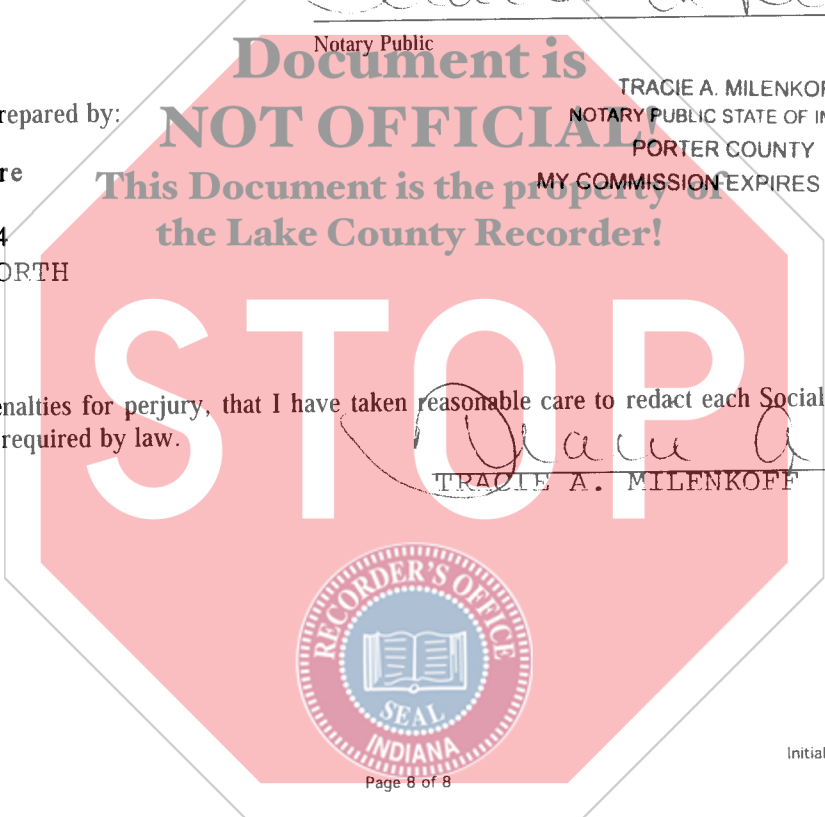 Notary Public
Document is
TRACIE A. MILENKOF
repared by:
NOT OFFICIAL!
NOTARY PUBLIC STATE OF IN
PORTER COUNTY
re
This Document is the property of
MY COMMISSION EXPIRES
4
the Lake County Recorder!
ORTH
STOP
enalties for perjury, that I have taken reasonable care to redact each Social
required by law.
Tracie A
TRACIE A. MILENKOFF
RECORDER'S OFFICE
SEAL
INDIANA
Initial
Page 8 of 8